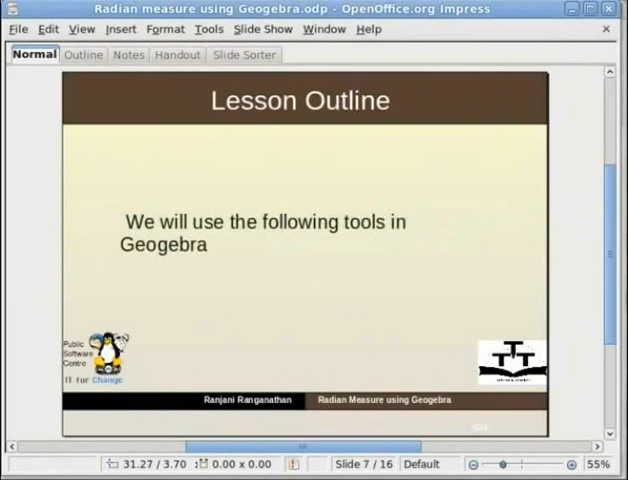 Radian measure using Geogebra.odp - OpenOffice.org Impress
File Edit View Insert Format Tools Slide Show Window Help
Normal Outline Notes Handout Slide Sorter
Lesson Outline
We will use the following tools in
Geogebra
Public
Software
Centre
IT for Change
TTT
Ranjani Ranganathan Radian Measure using Geogebra
31.27 / 3.70 0.00 x 0.00 Slide 7 / 16 Default 55%